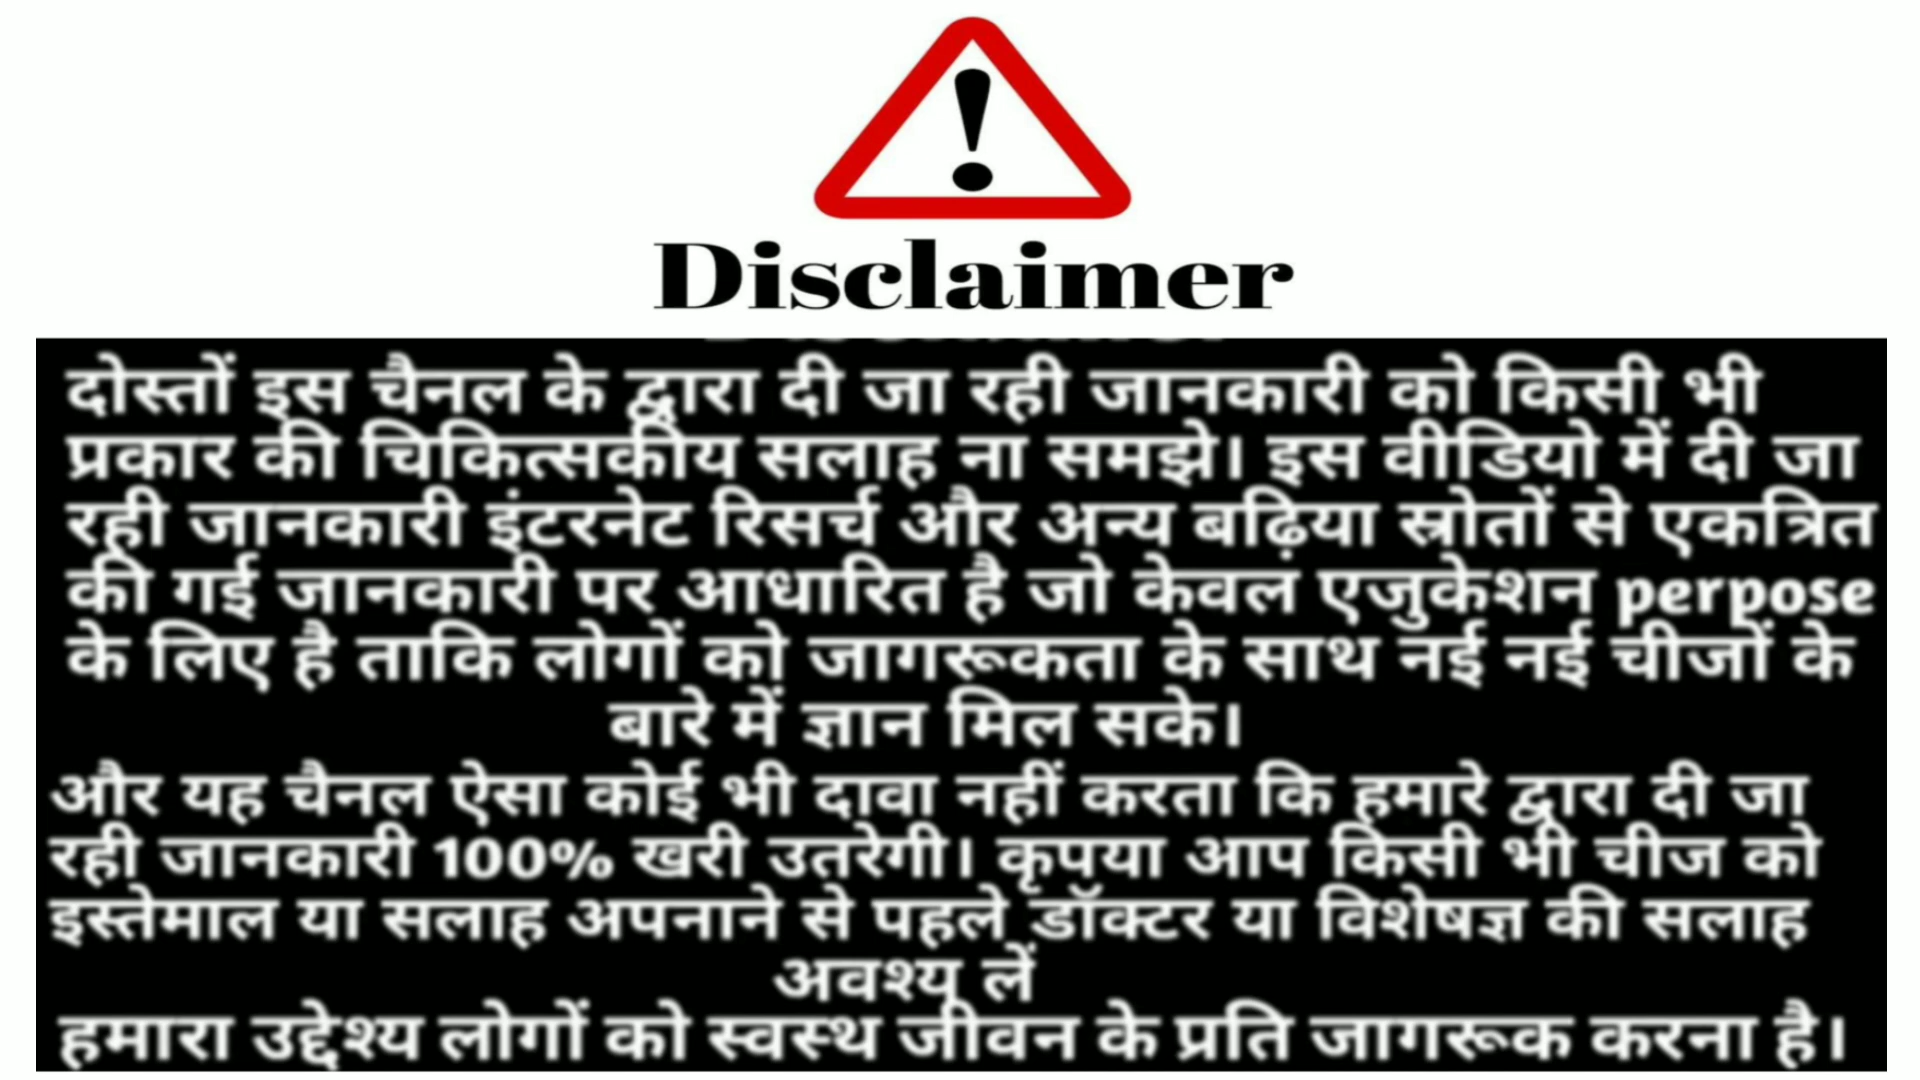 Disclaimer
दोस्तों इस चैनल के द्वारा दी जा रही जानकारी को किसी भी
प्रकार की चिकित्सकीय सलाह ना समझे। इस वीडियो में दी जा
रही जानकारी इंटरनेट रिसर्च और अन्य बढ़िया स्रोतों से एकत्रित
की गई जानकारी पर आधारित है जो केवल एजुकेशन perpose
के लिए है ताकि लोगों को जागरूकता के साथ नई नई चीजों के
बारे में ज्ञान मिल सके।
और यह चैनल ऐसा कोई भी दावा नहीं करता कि हमारे द्वारा दी जा
रही जानकारी 100% खरी उतरेगी। कृपया आप किसी भी चीज को
इस्तेमाल या सलाह अपनाने से पहले डॉक्टर या विशेषज्ञ की सलाह
अवश्य लें
हमारा उद्देश्य लोगों को स्वस्थ जीवन के प्रति जागरूक करना है।